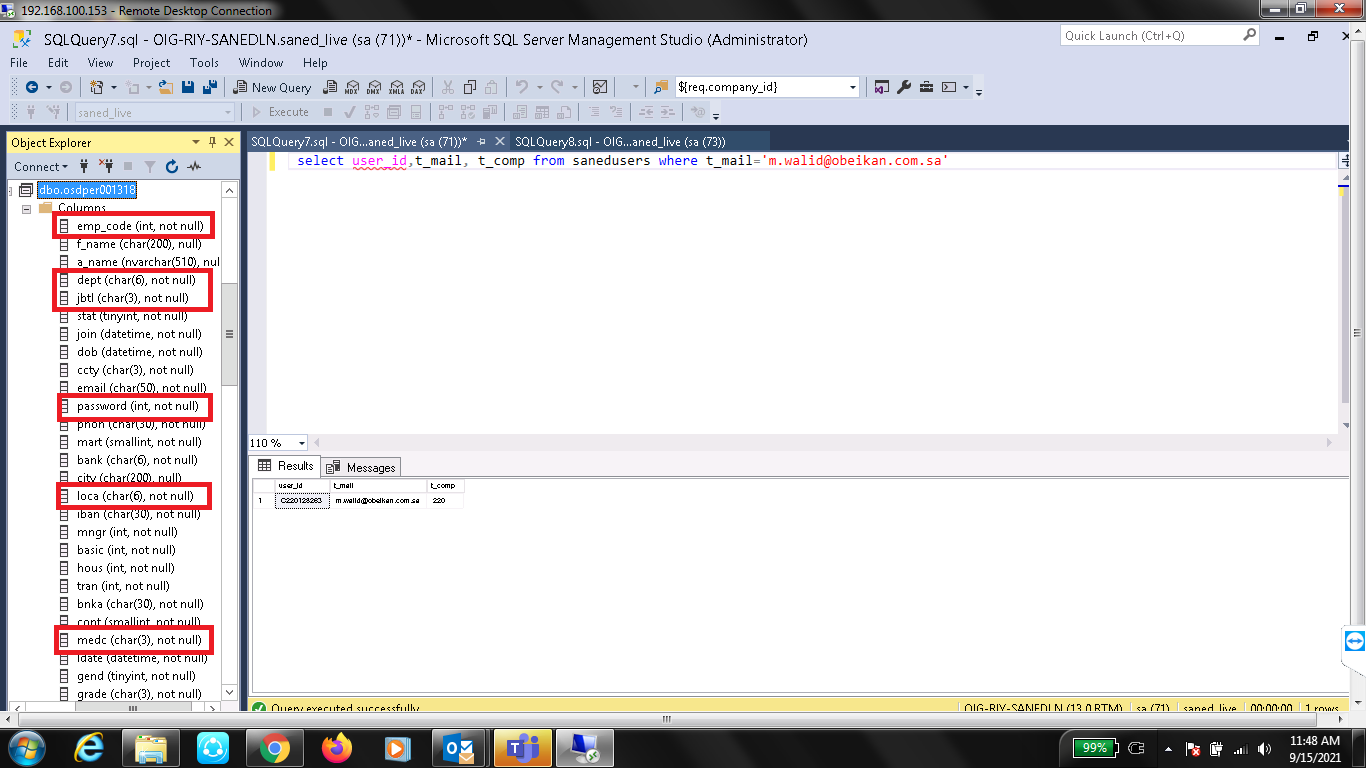 192.168.100.153 - Remote Desktop Connection
SQLQuery7.sql - OIG-RIY-SANEDLN.saned_live (sa (71))* - Microsoft SQL Server Management Studio (Administrator)
Quick Launch (Ctrl+Q)
File Edit View Project Tools Window Help
New Query
MDX DMX XMLA DAX
${req.company_id}
saned_live
Execute
Object Explorer
Connect
dbo.osdper001318
Columns
emp_code (int, not null)
f_name (char(200), null)
a_name (nvarchar(510), nul
dept (char(6), not null)
jbtl (char(3), not null)
stat (tinyint, not null)
join (datetime, not null)
dob (datetime, not null)
ccty (char(3), not null)
email (char(50), not null)
password (int, not null)
phon (char(30), not null)
mart (smallint, not null)
bank (char(6), not null)
city (char(200), null)
loca (char(6), not null)
iban (char(30), not null)
mngr (int, not null)
basic (int, not null)
hous (int, not null)
tran (int, not null)
bnka (char(30), not null)
cont (smallint, not null)
medc (char(3), not null)
ldate (datetime, not null)
gend (tinyint, not null)
grade (char(3), not null)
SQLQuery7.sql - OIG...aned_live (sa (71))* SQLQuery8.sql - OIG...aned_live (sa (73))
select user_id,t_mail, t_comp from sanedusers where t_mail='m.walid@obeikan.com.sa'
110 %
Results Messages
user_id t_mail t_comp
1 C220128263 m.walid@obeikan.com.sa 220
Query executed successfully
OIG-RIY-SANEDLN (13.0 RTM) sa (71) saned_live 00:00:00 1 rows
99%
11:48 AM
9/15/2021